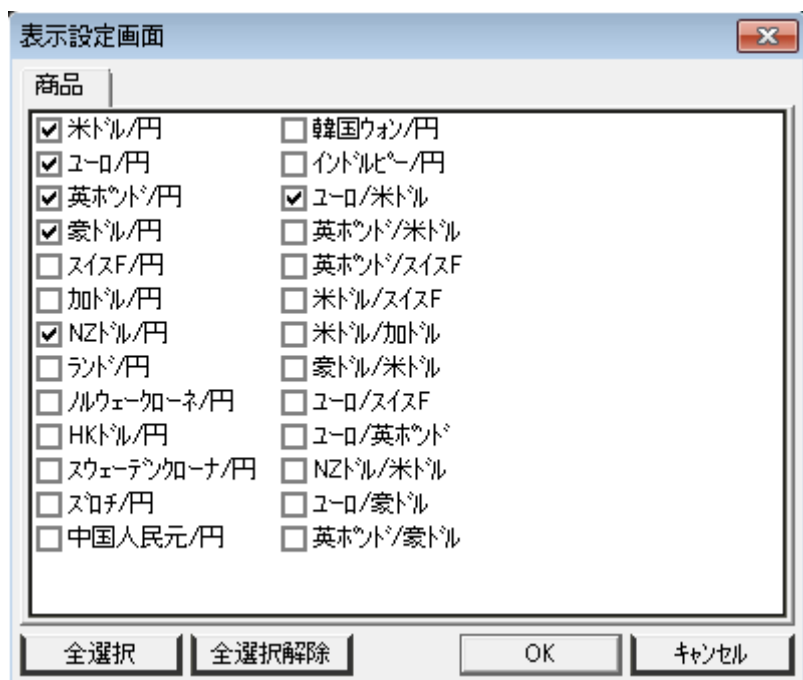 表示設定画面
商品
米ﾄﾞﾙ/円
ﾕｰﾛ/円
英ﾎﾟﾝﾄﾞ/円
豪ﾄﾞﾙ/円
ｽｲｽF/円
加ﾄﾞﾙ/円
NZﾄﾞﾙ/円
ﾗﾝﾄﾞ/円
ﾉﾙｳｪｰｸﾛｰﾈ/円
HKﾄﾞﾙ/円
ｽｳｪｰﾃﾞﾝｸﾛｰﾅ/円
ｽﾞﾛﾁ/円
中国人民元/円
韓国ｳｫﾝ/円
ｲﾝﾄﾞﾙﾋﾟｰ/円
ﾕｰﾛ/米ﾄﾞﾙ
英ﾎﾟﾝﾄﾞ/米ﾄﾞﾙ
英ﾎﾟﾝﾄﾞ/ｽｲｽF
米ﾄﾞﾙ/ｽｲｽF
米ﾄﾞﾙ/加ﾄﾞﾙ
豪ﾄﾞﾙ/米ﾄﾞﾙ
ﾕｰﾛ/ｽｲｽF
ﾕｰﾛ/英ﾎﾟﾝﾄﾞ
NZﾄﾞﾙ/米ﾄﾞﾙ
ﾕｰﾛ/豪ﾄﾞﾙ
英ﾎﾟﾝﾄﾞ/豪ﾄﾞﾙ
全選択
全選択解除
OK
ｷｬﾝｾﾙ